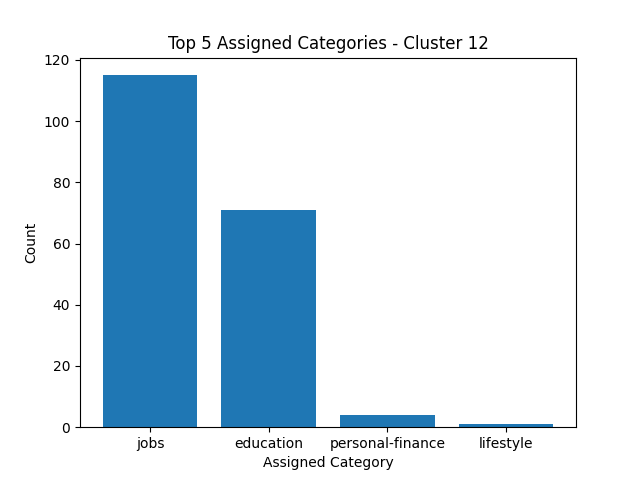 Top 5 Assigned Categories - Cluster 12
120
100
80
60
40
20
0
Count
jobs education personal-finance lifestyle
Assigned Category